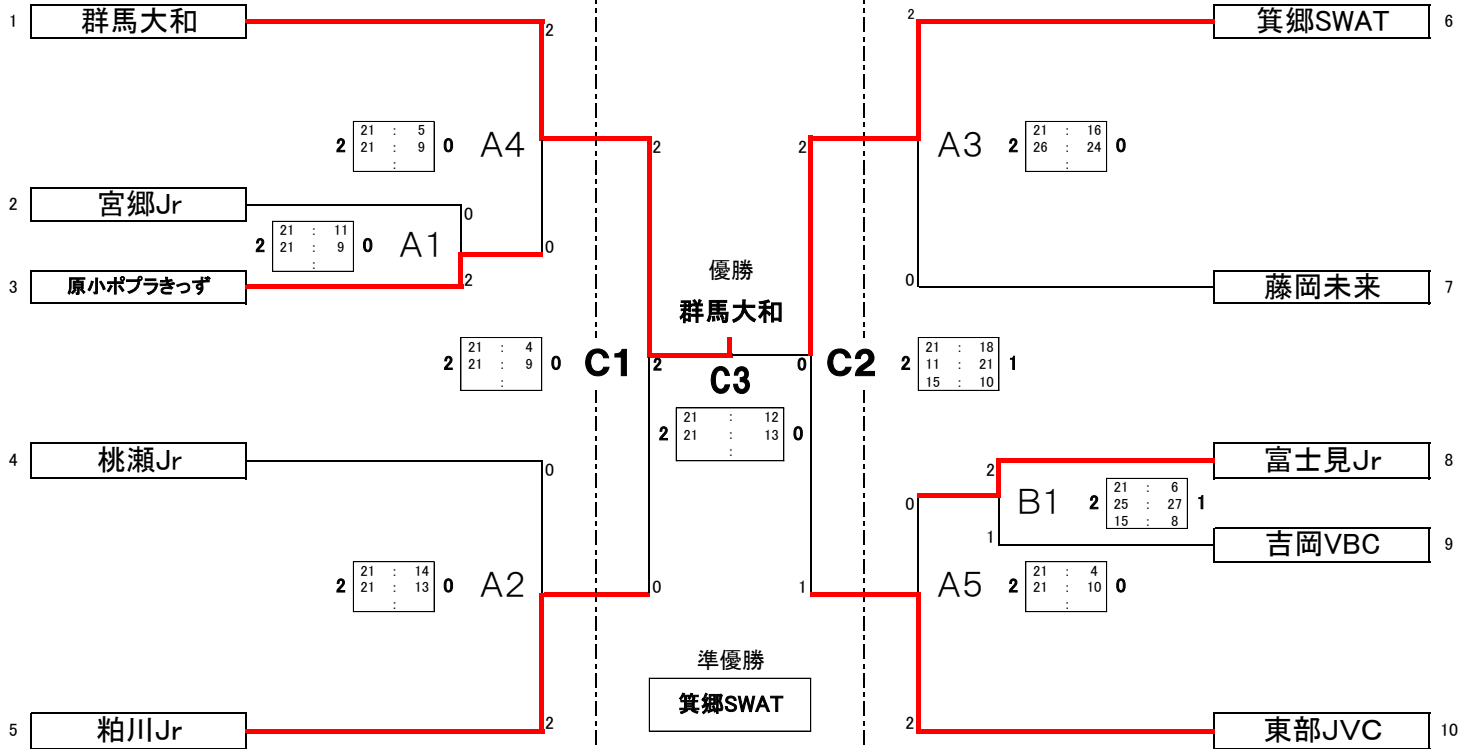 1 群馬大和
2
2 箕郷SWAT 6
2 21 : 5 0 A4
21 : 9
:
2
2
A3 2 21 : 16 0
26 : 24
:
2 宮郷Jr
0
2 21 : 11 0 A1
21 : 9
:
0
3 原小ポプラきっず
2
優勝
群馬大和
0
藤岡未来 7
2 21 : 4 0 C1
21 : 9
:
2 C3 0
2 21 : 12 0
21 : 13
:
C2 2 21 : 18 1
11 : 21
15 : 10
4 桃瀬Jr
0
2 富士見Jr 8
0
B1 2 21 : 6 1
25 : 27
15 : 8
1 吉岡VBC 9
2 21 : 14 0 A2
21 : 13
:
0
1
A5 2 21 : 4 0
21 : 10
:
準優勝
箕郷SWAT
5 粕川Jr
2
2 東部JVC 10